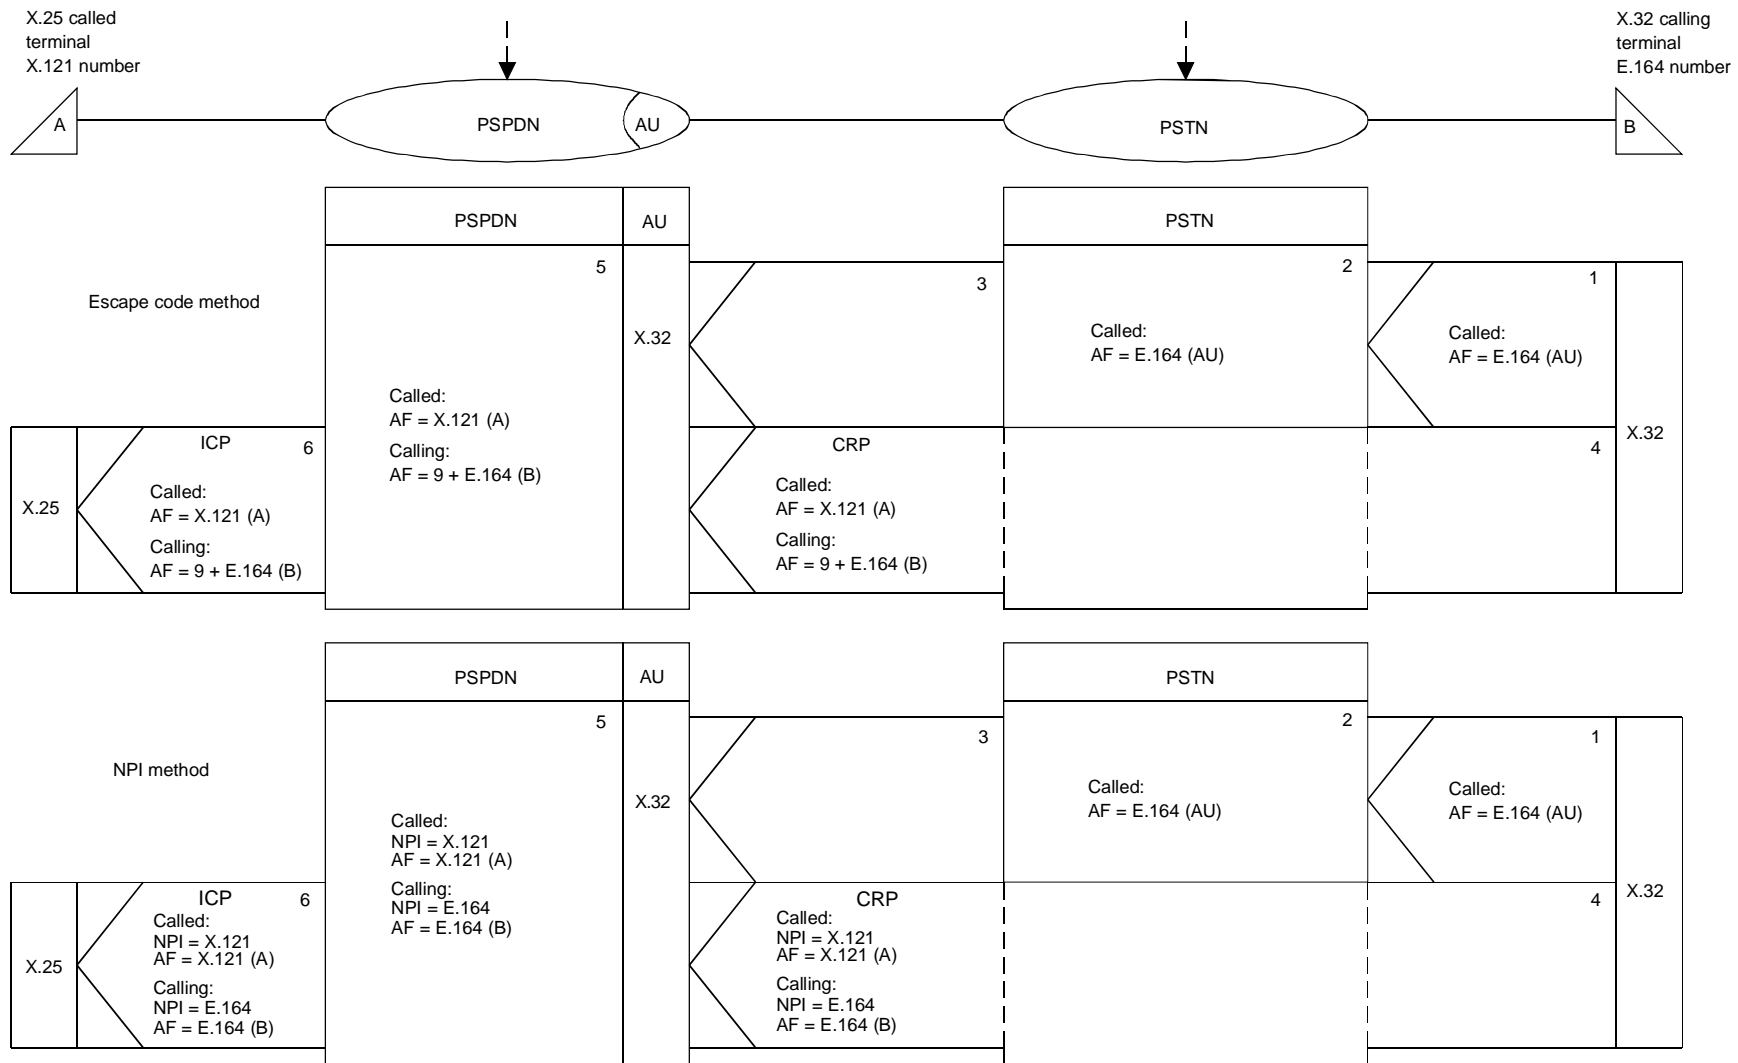 X.25 called
terminal
X.121 number
X.32 calling
terminal
E.164 number
A
PSPDN
AU
PSTN
B
PSPDN
AU
PSTN
Escape code method
5
3
2
1
X.32
Called:
AF = E.164 (AU)
Called:
AF = E.164 (AU)
Called:
AF = X.121 (A)
Calling:
AF = 9 + E.164 (B)
X.32
ICP
6
CRP
4
X.25
Called:
AF = X.121 (A)
Calling:
AF = 9 + E.164 (B)
Called:
AF = X.121 (A)
Calling:
AF = 9 + E.164 (B)
PSPDN
AU
PSTN
NPI method
5
3
2
1
X.32
Called:
AF = E.164 (AU)
Called:
AF = E.164 (AU)
Called:
NPI = X.121
AF = X.121 (A)
Calling:
NPI = E.164
AF = E.164 (B)
X.32
ICP
6
CRP
4
X.25
Called:
NPI = X.121
AF = X.121 (A)
Calling:
NPI = E.164
AF = E.164 (B)
Called:
NPI = X.121
AF = X.121 (A)
Calling:
NPI = E.164
AF = E.164 (B)